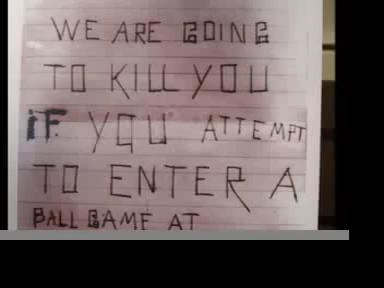 WE ARE GOING
TO KILL YOU
iF YOU ATTEMPT
TO ENTER A
BALL GAME AT